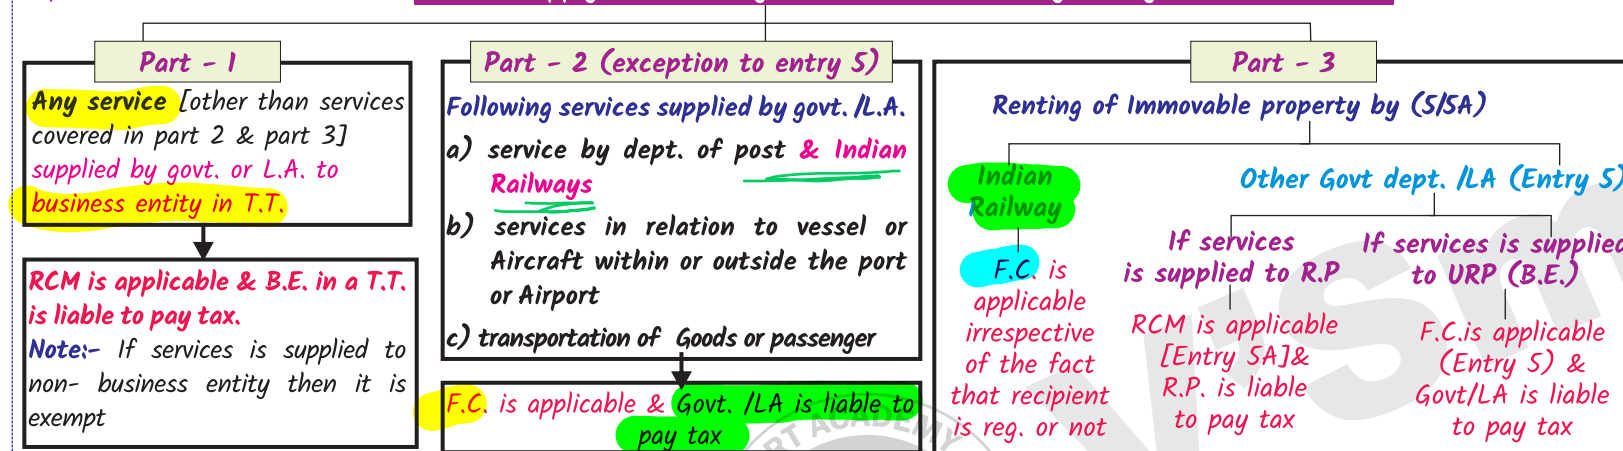 Part - 1
Any service [other than services
covered in part 2 & part 3]
supplied by govt. or L.A. to
business entity in T.T.
RCM is applicable & B.E. in a T.T.
is liable to pay tax.
Note:- If services is supplied to
non- business entity then it is
exempt
Part - 2 (exception to entry 5)
Following services supplied by govt. /L.A.
a) service by dept. of post & Indian
Railways
b) services in relation to vessel or
Aircraft within or outside the port
or Airport
c) transportation of Goods or passenger
F.C. is applicable & Govt. /LA is liable to
pay tax
Part - 3
Renting of Immovable property by (5/5A)
Indian
Railway
F.C. is
applicable
irrespective
of the fact
that recipient
is reg. or not
Other Govt dept. /LA (Entry 5)
If services
is supplied to R.P
RCM is applicable
[Entry 5A]&
R.P. is liable
to pay tax
If services is supplied
to URP (B.E.)
F.C.is applicable
(Entry 5) &
Govt/LA is liable
to pay tax